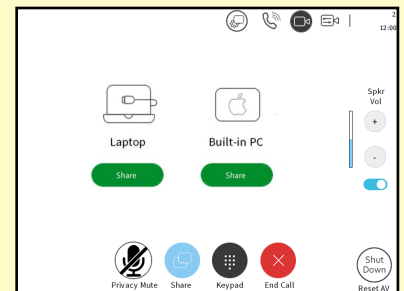 2
12:00
Spkr
Vol
+
-
Laptop
Built-in PC
Share
Share
Shut
Down
Privacy Mute
Share
Keypad
End Call
Reset AV